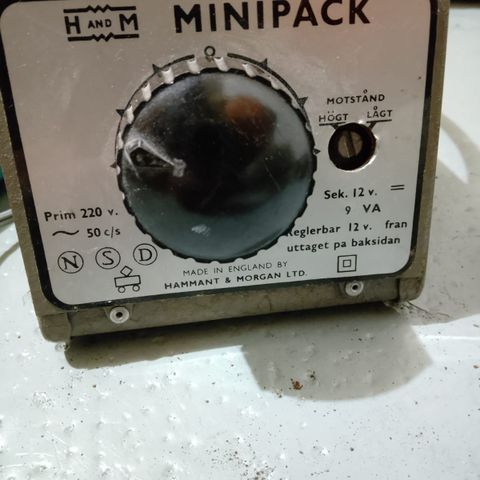 H AND M MINIPACK
O
MOTSTÅND
HÖGT LÅGT
Prim 220 v.
~ 50 c/s
N S D
Sek. 12 v. =
9 VA
Reglerbar 12 v. fran
uttaget pa baksidan
MADE IN ENGLAND BY
HAMMANT & MORGAN LTD.